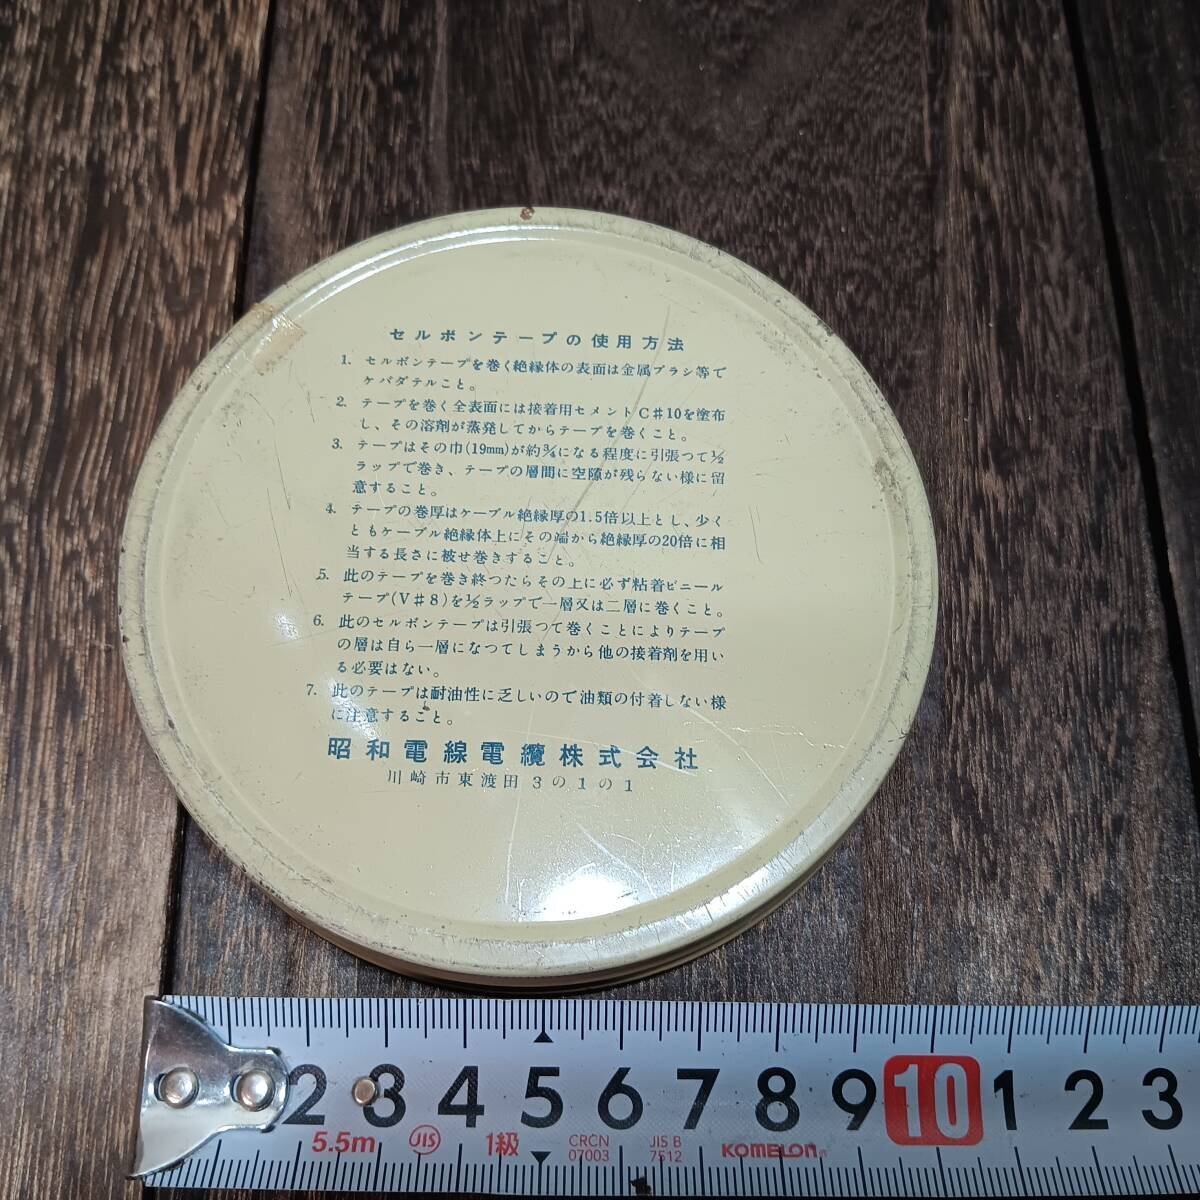 セルボンテープの使用方法
1. セルボンテープを巻く絶縁体の表面は金属ブラシ等で
ケバダテルこと。
2. テープを巻く全表面には接着用セメントC♯10を塗布
し、その溶剤が蒸発してからテープを巻くこと。
3. テープはその巾(19mm)が約¾になる程度に引張つて½
ラップで巻き、テープの層間に空隙が残らない様に留
意すること。
4. テープの巻厚はケーブル絶縁厚の1.5倍以上とし、少く
ともケーブル絶縁体上にその端から絶縁厚の20倍に相
当する長さに被せ巻きすること。
5. 此のテープを巻き終つたらその上に必ず粘着ビニール
テープ(V♯8)を½ラップで一層又は二層に巻くこと。
6. 此のセルボンテープは引張つて巻くことによりテープ
の層は自ら一層になつてしまうから他の接着剤を用い
る必要はない。
7. 此のテープは耐油性に乏しいので油類の付着しない様
に注意すること。
昭和電線電纜株式会社
川崎市東渡田3の1の1
2 3 4 5 6 7 8 9 10 1 2 3
5.5m JIS 1級 CRCN 07003 JIS B 7512 KOMELON